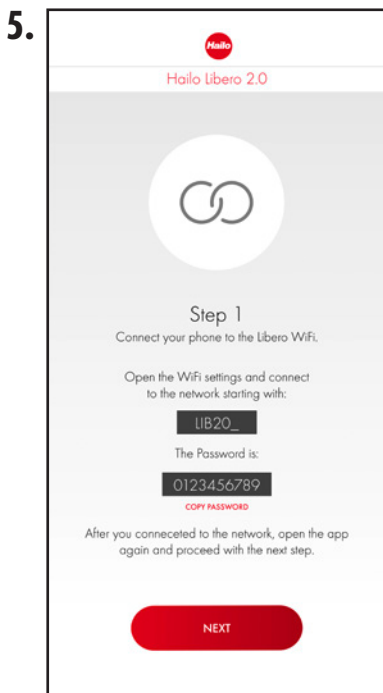 5.
Hailo
Hailo Libero 2.0
Step 1
Connect your phone to the Libero WiFi.
Open the WiFi settings and connect
to the network starting with:
LIB20_
The Password is:
0123456789
COPY PASSWORD
After you conneceted to the network, open the app
again and proceed with the next step.
NEXT